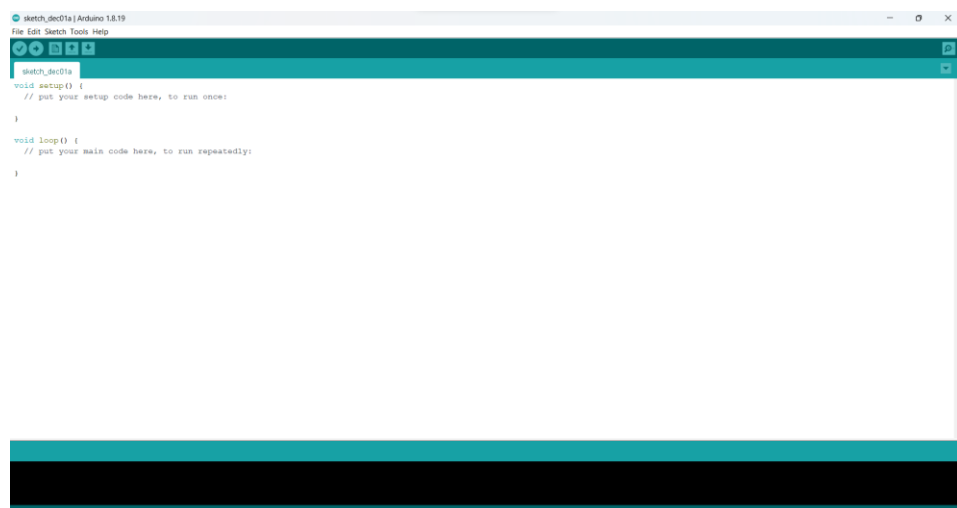 sketch_dec01a | Arduino 1.8.19
File Edit Sketch Tools Help
sketch_dec01a
void setup() {
// put your setup code here, to run once:
}
void loop() {
// put your main code here, to run repeatedly:
}